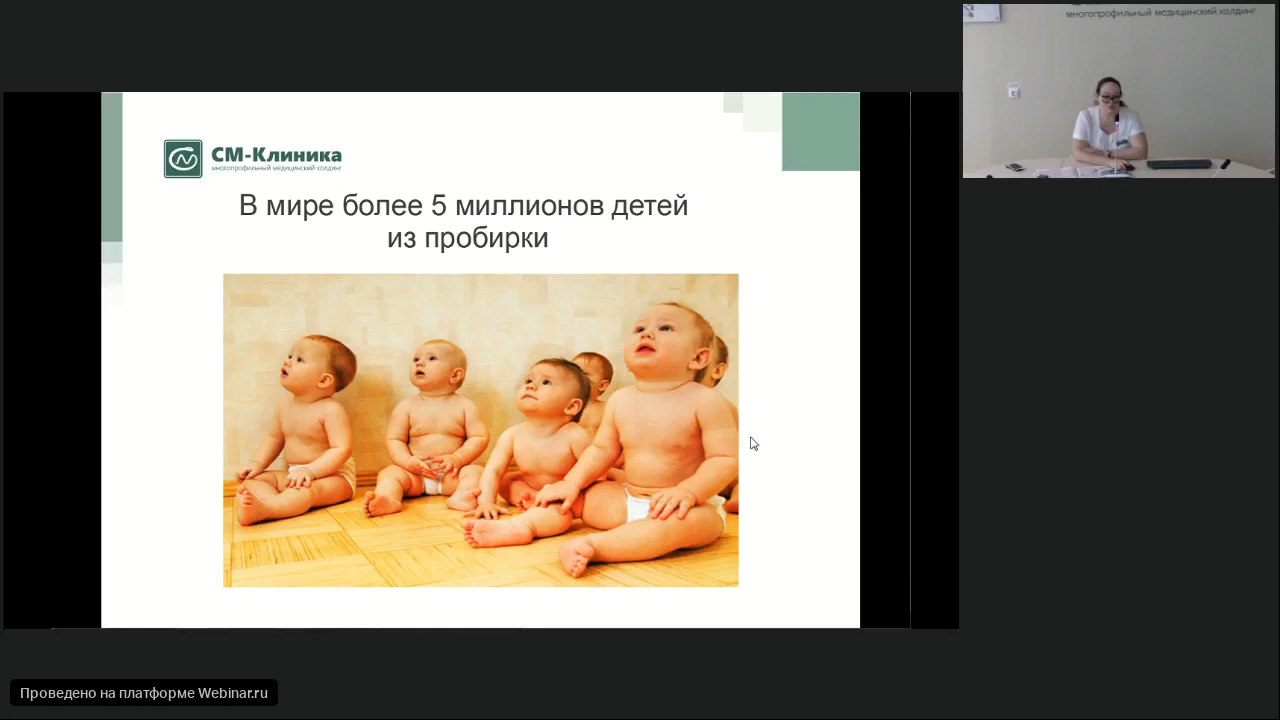 многопрофильный медицинский холдинг
СМ-Клиника
многопрофильный медицинский холдинг
В мире более 5 миллионов детей
из пробирки
Проведено на платформе Webinar.ru